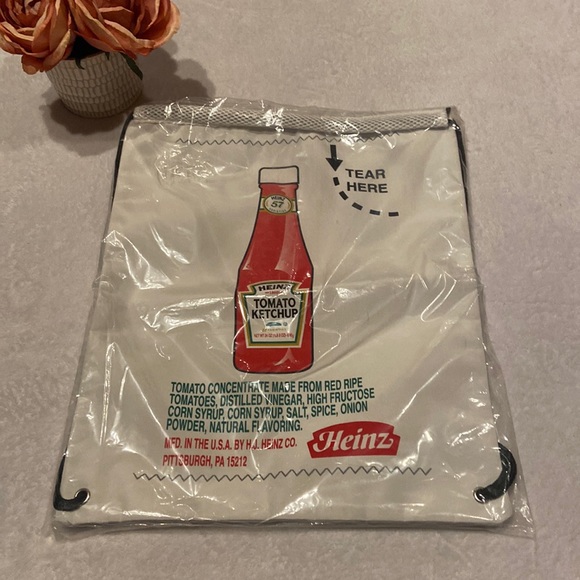 TEAR
HERE
HEINZ
57
HEINZ
TOMATO
KETCHUP
TOMATO CONCENTRATE MADE FROM RED RIPE
TOMATOES, DISTILLED VINEGAR, HIGH FRUCTOSE
CORN SYRUP, CORN SYRUP, SALT, SPICE, ONION
POWDER, NATURAL FLAVORING.
MFD. IN THE U.S.A. BY H.J. HEINZ CO.
PITTSBURGH, PA 15212
Heinz